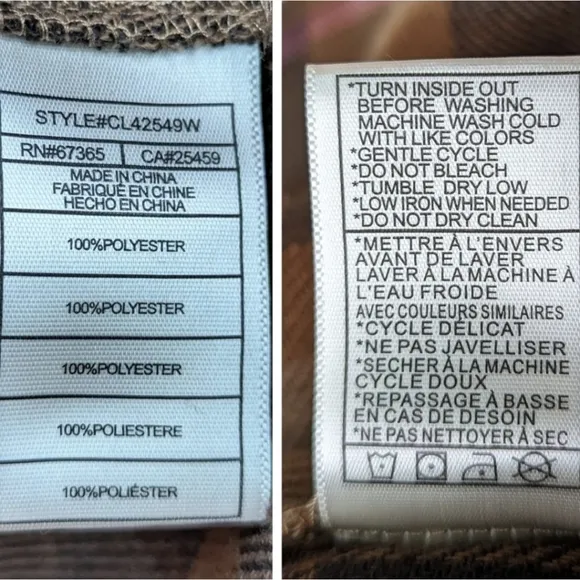 STYLE#CL42549W
RN#67365 CA#25459
MADE IN CHINA
FABRIQUÉ EN CHINE
HECHO EN CHINA
100%POLYESTER
100%POLYESTER
100%POLYESTER
100%POLIESTERE
100%POLIÉSTER
*TURN INSIDE OUT
BEFORE WASHING
MACHINE WASH COLD
WITH LIKE COLORS
*GENTLE CYCLE
*DO NOT BLEACH
*TUMBLE DRY LOW
*LOW IRON WHEN NEEDED
*DO NOT DRY CLEAN
*METTRE À L'ENVERS
AVANT DE LAVER
LAVER À LA MACHINE À
L'EAU FROIDE
AVEC COULEURS SIMILAIRES
*CYCLE DÉLICAT
*NE PAS JAVELLISER
*SECHER À LA MACHINE
CYCLE DOUX
*REPASSAGE À BASSE
EN CAS DE DESOIN
*NE PAS NETTOYER À SEC